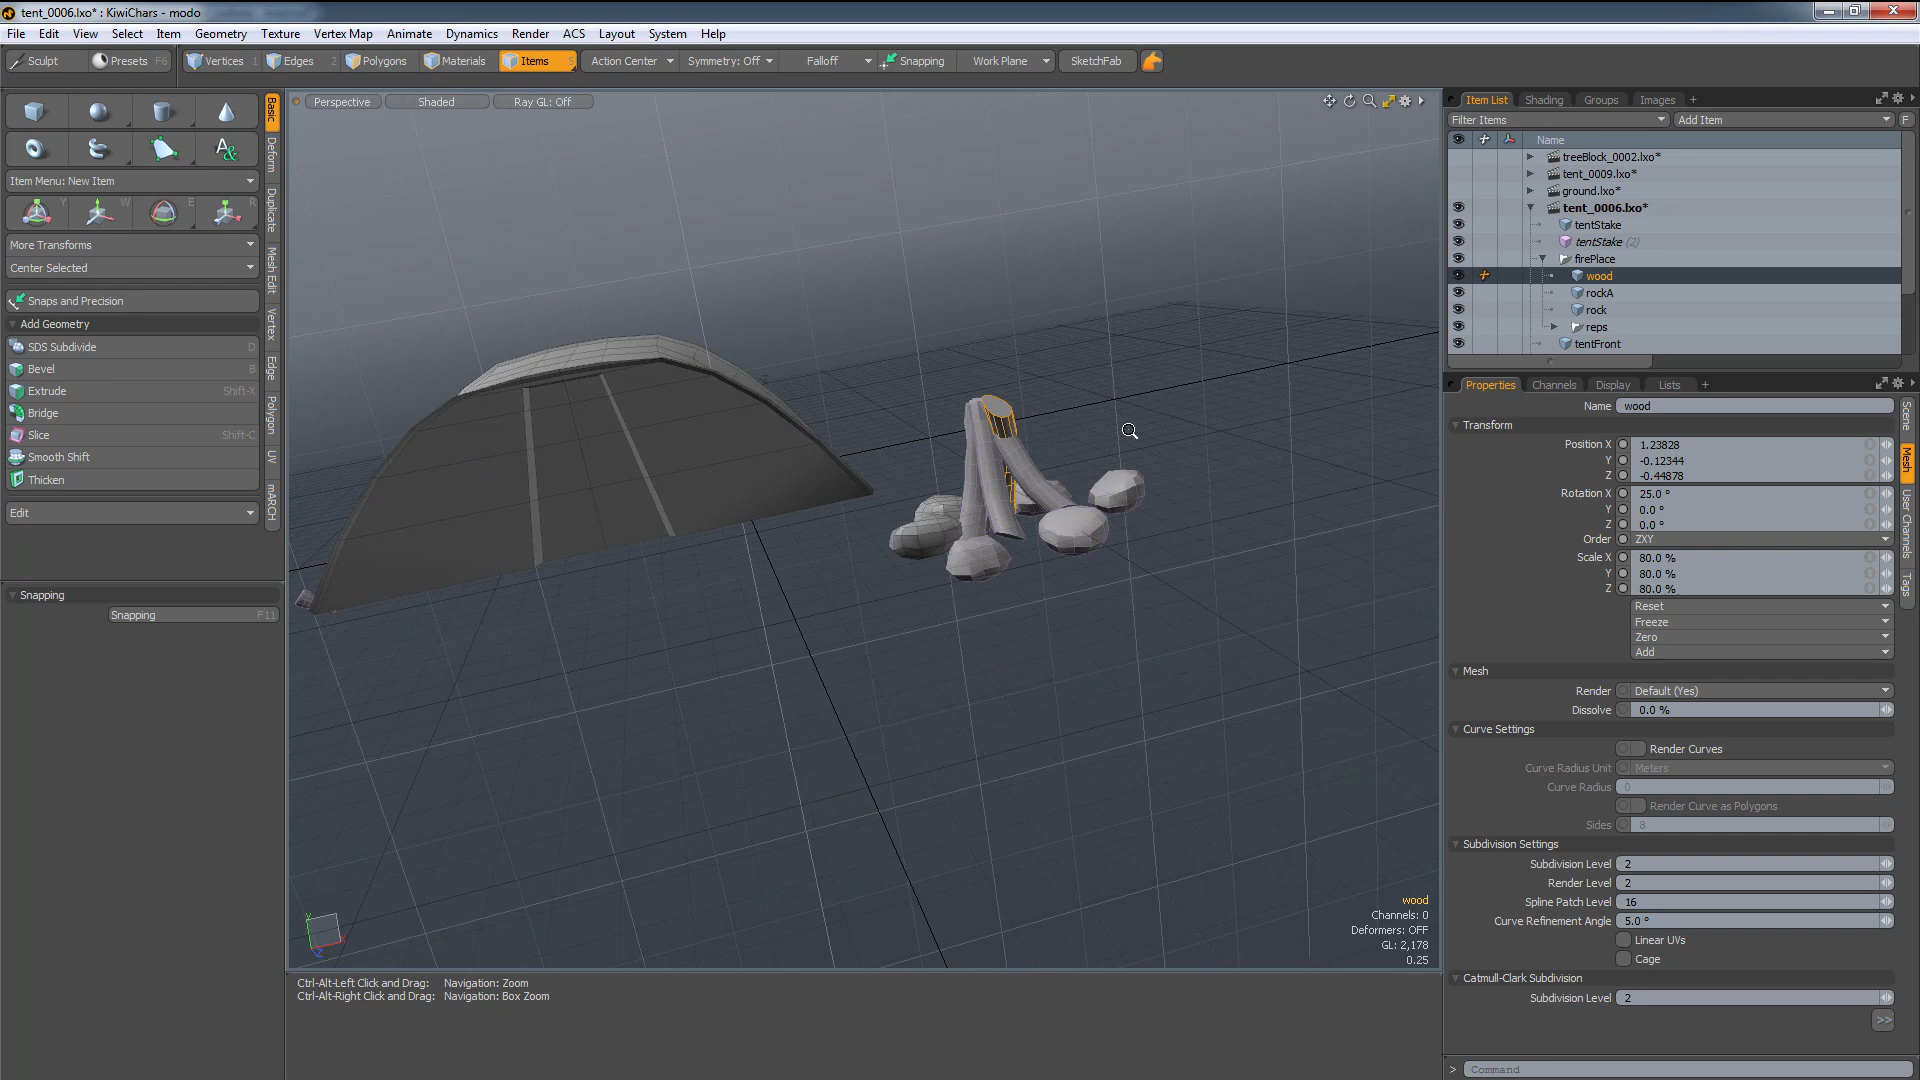 tent_0006.lxo* : KiwiChars - modo
File Edit View Select Item Geometry Texture Vertex Map Animate Dynamics Render ACS Layout System Help
Sculpt Presets F6 Vertices 1 Edges 2 Polygons Materials Items 5 Action Center Symmetry: Off Falloff Snapping Work Plane SketchFab
Perspective Shaded Ray GL: Off
Basic
Deform
Duplicate
Mesh Edit
Vertex
Edge
Polygon
UV
mARCH
Item Menu: New Item
Y W E R
More Transforms
Center Selected
Snaps and Precision
Add Geometry
SDS Subdivide D
Bevel B
Extrude Shift-X
Bridge
Slice Shift-C
Smooth Shift
Thicken
Edit
Snapping
Snapping F11
wood
Channels: 0
Deformers: OFF
GL: 2,178
0.25
Ctrl-Alt-Left Click and Drag: Navigation: Zoom
Ctrl-Alt-Right Click and Drag: Navigation: Box Zoom
Item List Shading Groups Images +
Filter Items Add Item F
Name
treeBlock_0002.lxo*
tent_0009.lxo*
ground.lxo*
tent_0006.lxo*
tentStake
tentStake (2)
firePlace
wood
rockA
rock
reps
tentFront
Properties Channels Display Lists +
Name wood
Transform
Position X 1.23828
Y -0.12344
Z -0.44878
Rotation X 25.0 °
Y 0.0 °
Z 0.0 °
Order ZXY
Scale X 80.0 %
Y 80.0 %
Z 80.0 %
Reset
Freeze
Zero
Add
Mesh
Render Default (Yes)
Dissolve 0.0 %
Curve Settings
Render Curves
Curve Radius Unit Meters
Curve Radius 0
Render Curve as Polygons
Sides 8
Subdivision Settings
Subdivision Level 2
Render Level 2
Spline Patch Level 16
Curve Refinement Angle 5.0 °
Linear UVs
Cage
Catmull-Clark Subdivision
Subdivision Level 2
>>
Scene
Mesh
User Channels
Tags
> Command